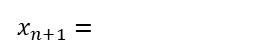 xₙ₊₁ =